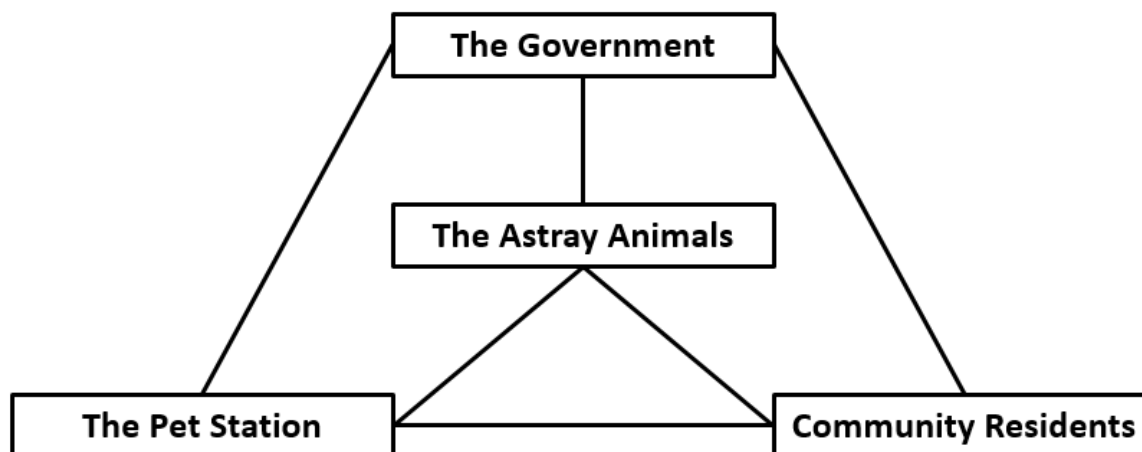 The Government
The Astray Animals
The Pet Station
Community Residents